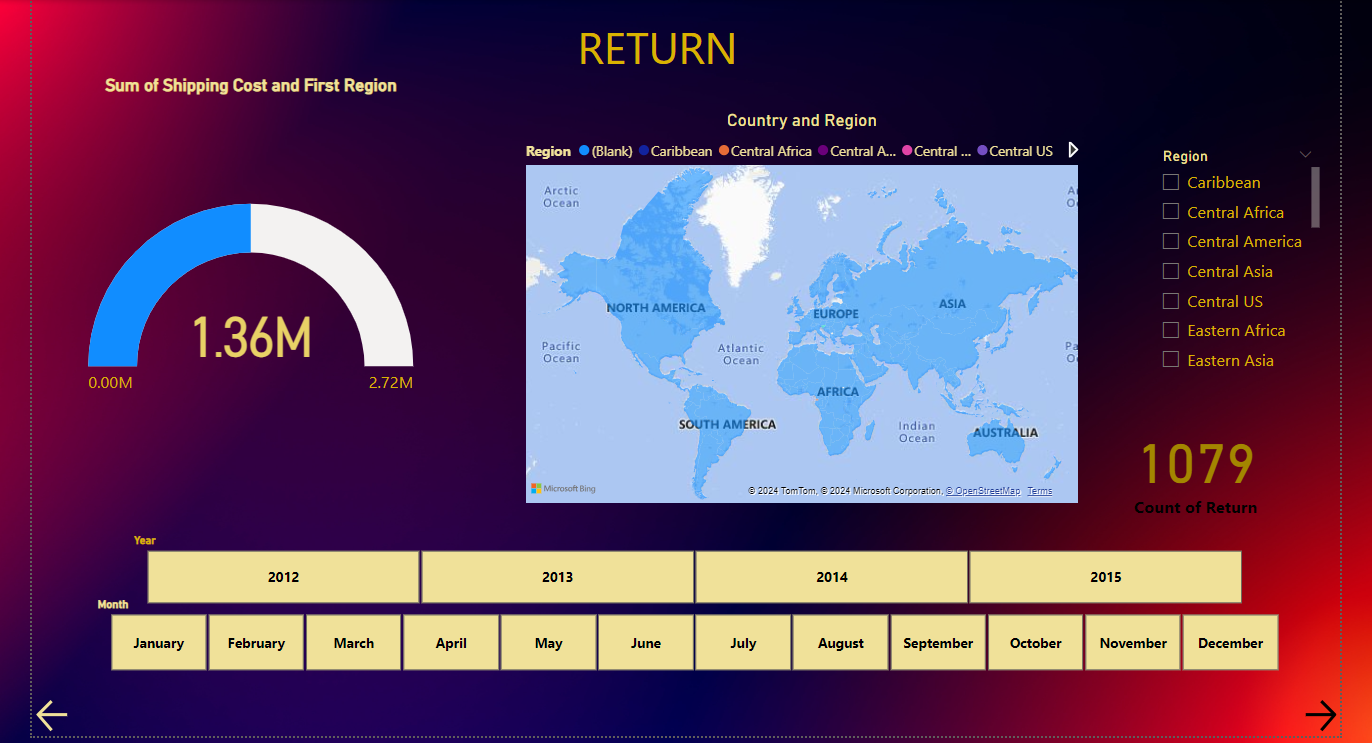 RETURN
Sum of Shipping Cost and First Region
1.36M
0.00M
2.72M
Country and Region
Region (Blank) Caribbean Central Africa Central A... Central ... Central US
Arctic
Ocean
NORTH AMERICA
EUROPE
ASIA
Pacific
Ocean
Atlantic
Ocean
AFRICA
SOUTH AMERICA
Indian
Ocean
AUSTRALIA
A
O
Pa
O
Microsoft Bing
© 2024 TomTom, © 2024 Microsoft Corporation, © OpenStreetMap Terms
Region
Caribbean
Central Africa
Central America
Central Asia
Central US
Eastern Africa
Eastern Asia
1079
Count of Return
Year
2012 2013 2014 2015
Month
January February March April May June July August September October November December